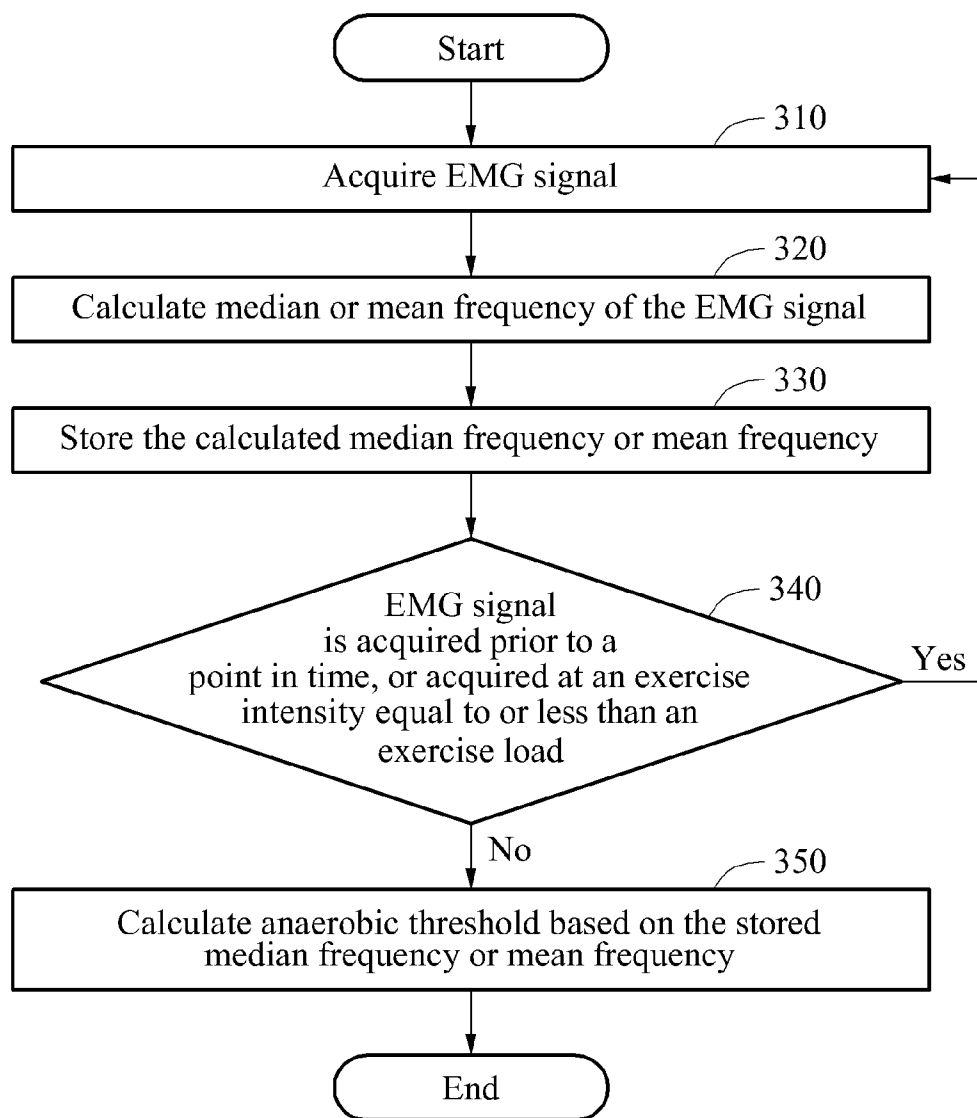 Start
310
Acquire EMG signal
320
Calculate median or mean frequency of the EMG signal
330
Store the calculated median frequency or mean frequency
340
EMG signal
is acquired prior to a
point in time, or acquired at an exercise
intensity equal to or less than an
exercise load
Yes
No
350
Calculate anaerobic threshold based on the stored
median frequency or mean frequency
End